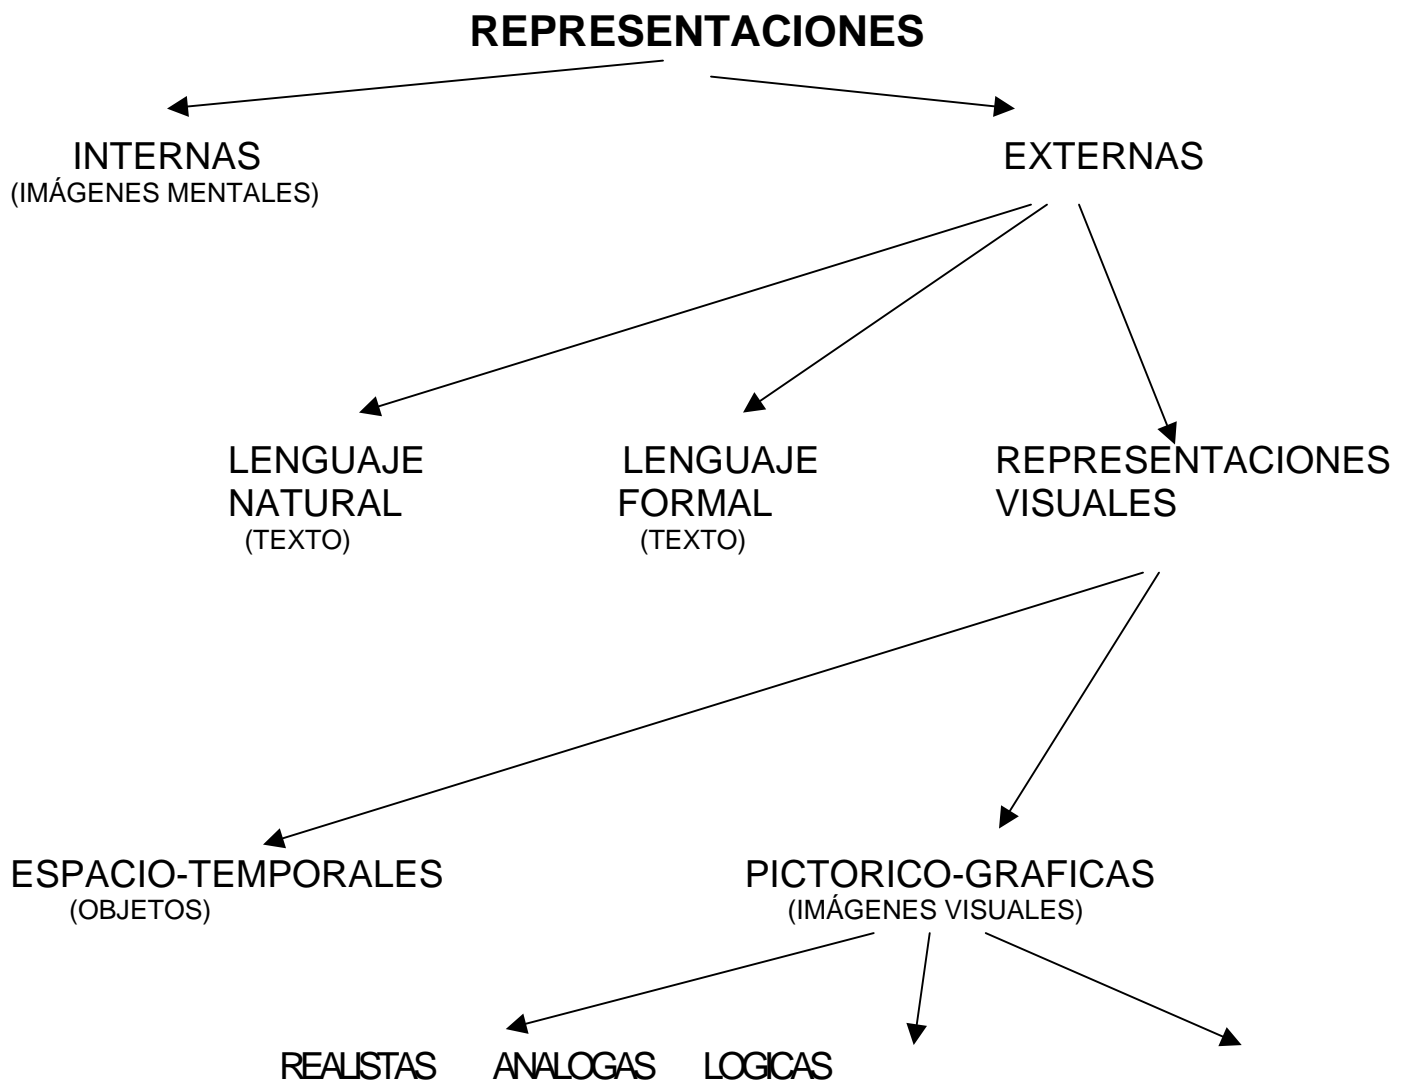 REPRESENTACIONES
INTERNAS
(IMÁGENES MENTALES)
EXTERNAS
LENGUAJE
NATURAL
(TEXTO)
LENGUAJE
FORMAL
(TEXTO)
REPRESENTACIONES
VISUALES
ESPACIO-TEMPORALES
(OBJETOS)
PICTORICO-GRAFICAS
(IMÁGENES VISUALES)
REALISTAS ANALOGAS LOGICAS